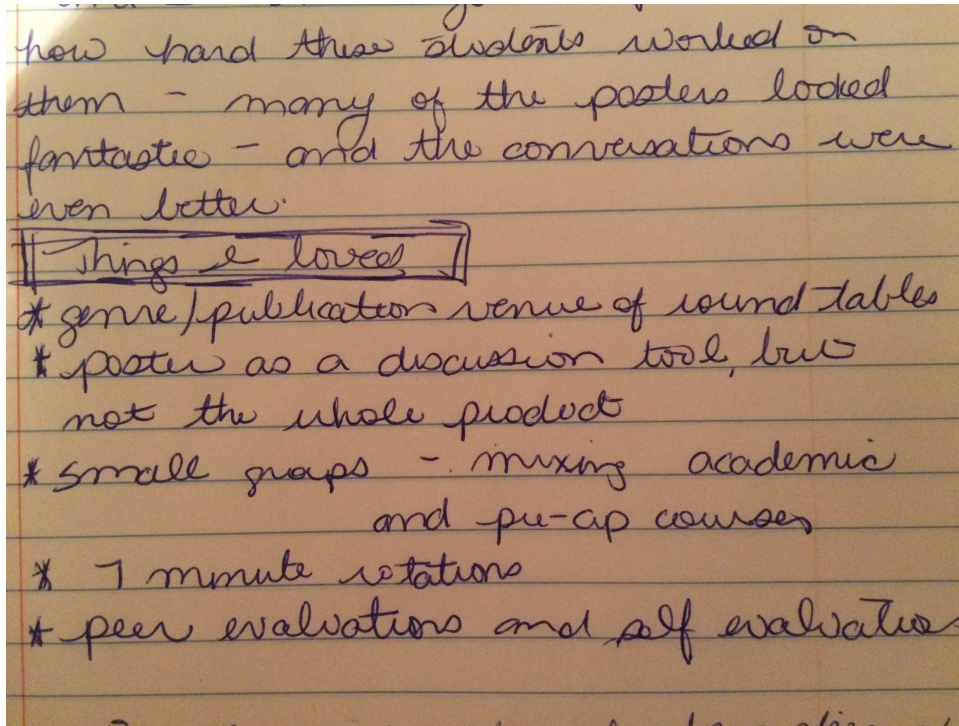 how hard these students worked on
them - many of the posters looked
fantastic - and the conversations were
even better.
Things I loved
* genre/publication venue of round tables
* poster as a discussion tool, but
not the whole product
* small groups - mixing academic
and pre-ap courses
* 7 minute rotations
* peer evaluations and self evaluations